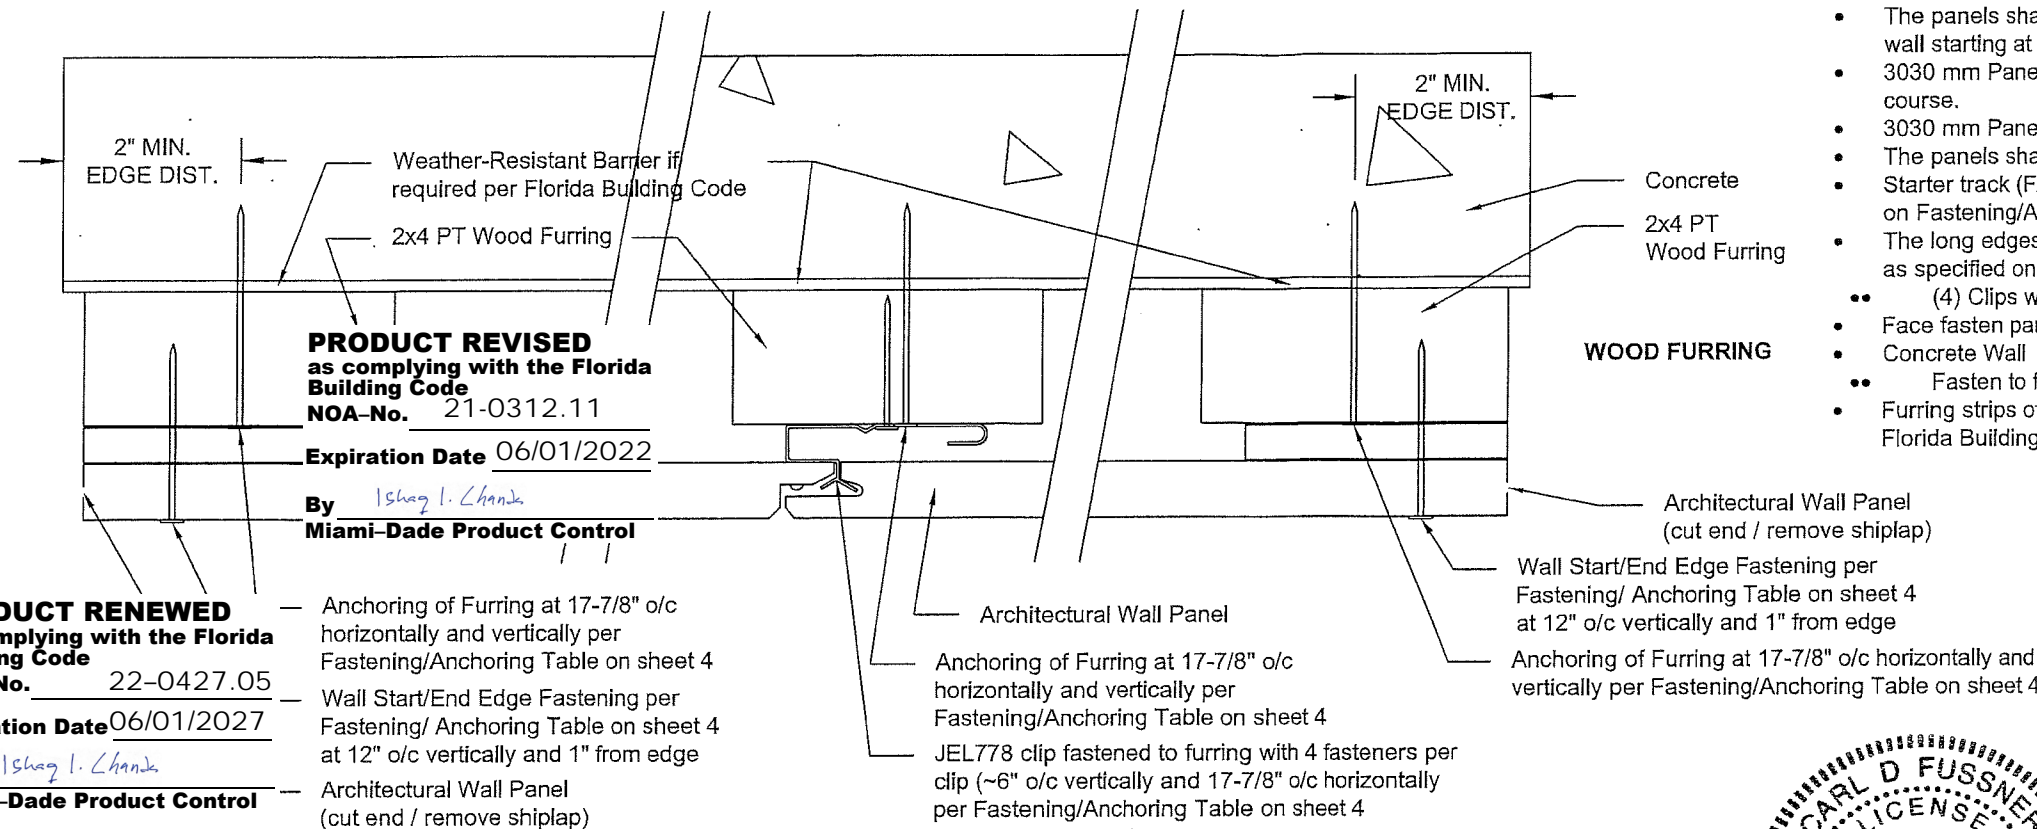 2" MIN.
EDGE DIST.
Weather-Resistant Barrier if
required per Florida Building Code
2x4 PT Wood Furring
2" MIN.
EDGE DIST.
Concrete
2x4 PT
Wood Furring
WOOD FURRING
• The panels sha
wall starting at
• 3030 mm Pane
course.
• 3030 mm Pane
• The panels sha
• Starter track (F
on Fastening/A
• The long edges
as specified on
•• (4) Clips w
• Face fasten par
• Concrete Wall
•• Fasten to f
• Furring strips of
Florida Building
PRODUCT REVISED
as complying with the Florida
Building Code
NOA–No. 21-0312.11
Expiration Date 06/01/2022
By Ishaq I. Chanda
Miami–Dade Product Control
DUCT RENEWED
mplying with the Florida
ng Code
No. 22–0427.05
ation Date 06/01/2027
Ishaq I. Chanda
–Dade Product Control
Anchoring of Furring at 17-7/8" o/c
horizontally and vertically per
Fastening/Anchoring Table on sheet 4
Wall Start/End Edge Fastening per
Fastening/ Anchoring Table on sheet 4
at 12" o/c vertically and 1" from edge
Architectural Wall Panel
(cut end / remove shiplap)
Architectural Wall Panel
Anchoring of Furring at 17-7/8" o/c
horizontally and vertically per
Fastening/Anchoring Table on sheet 4
JEL778 clip fastened to furring with 4 fasteners per
clip (~6" o/c vertically and 17-7/8" o/c horizontally
per Fastening/Anchoring Table on sheet 4
Architectural Wall Panel
(cut end / remove shiplap)
Wall Start/End Edge Fastening per
Fastening/ Anchoring Table on sheet 4
at 12" o/c vertically and 1" from edge
Anchoring of Furring at 17-7/8" o/c horizontally and
vertically per Fastening/Anchoring Table on sheet 4
CARL D FUSSNER
LICENSE